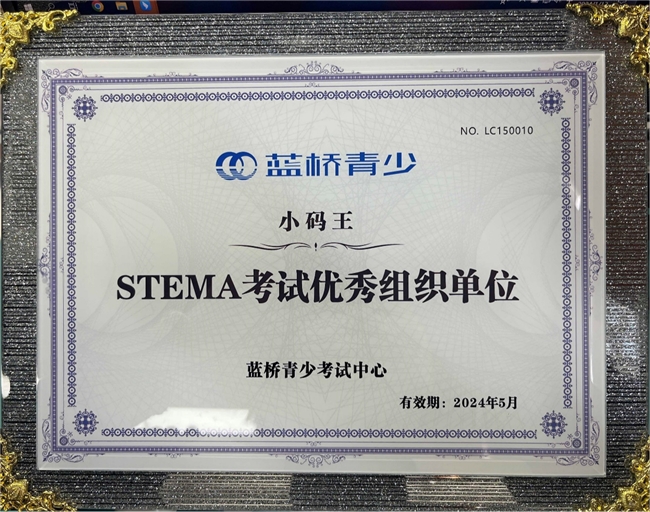 NO. LC150010
蓝桥青少
小码王
STEMA考试优秀组织单位
蓝桥青少考试中心
有效期：2024年5月